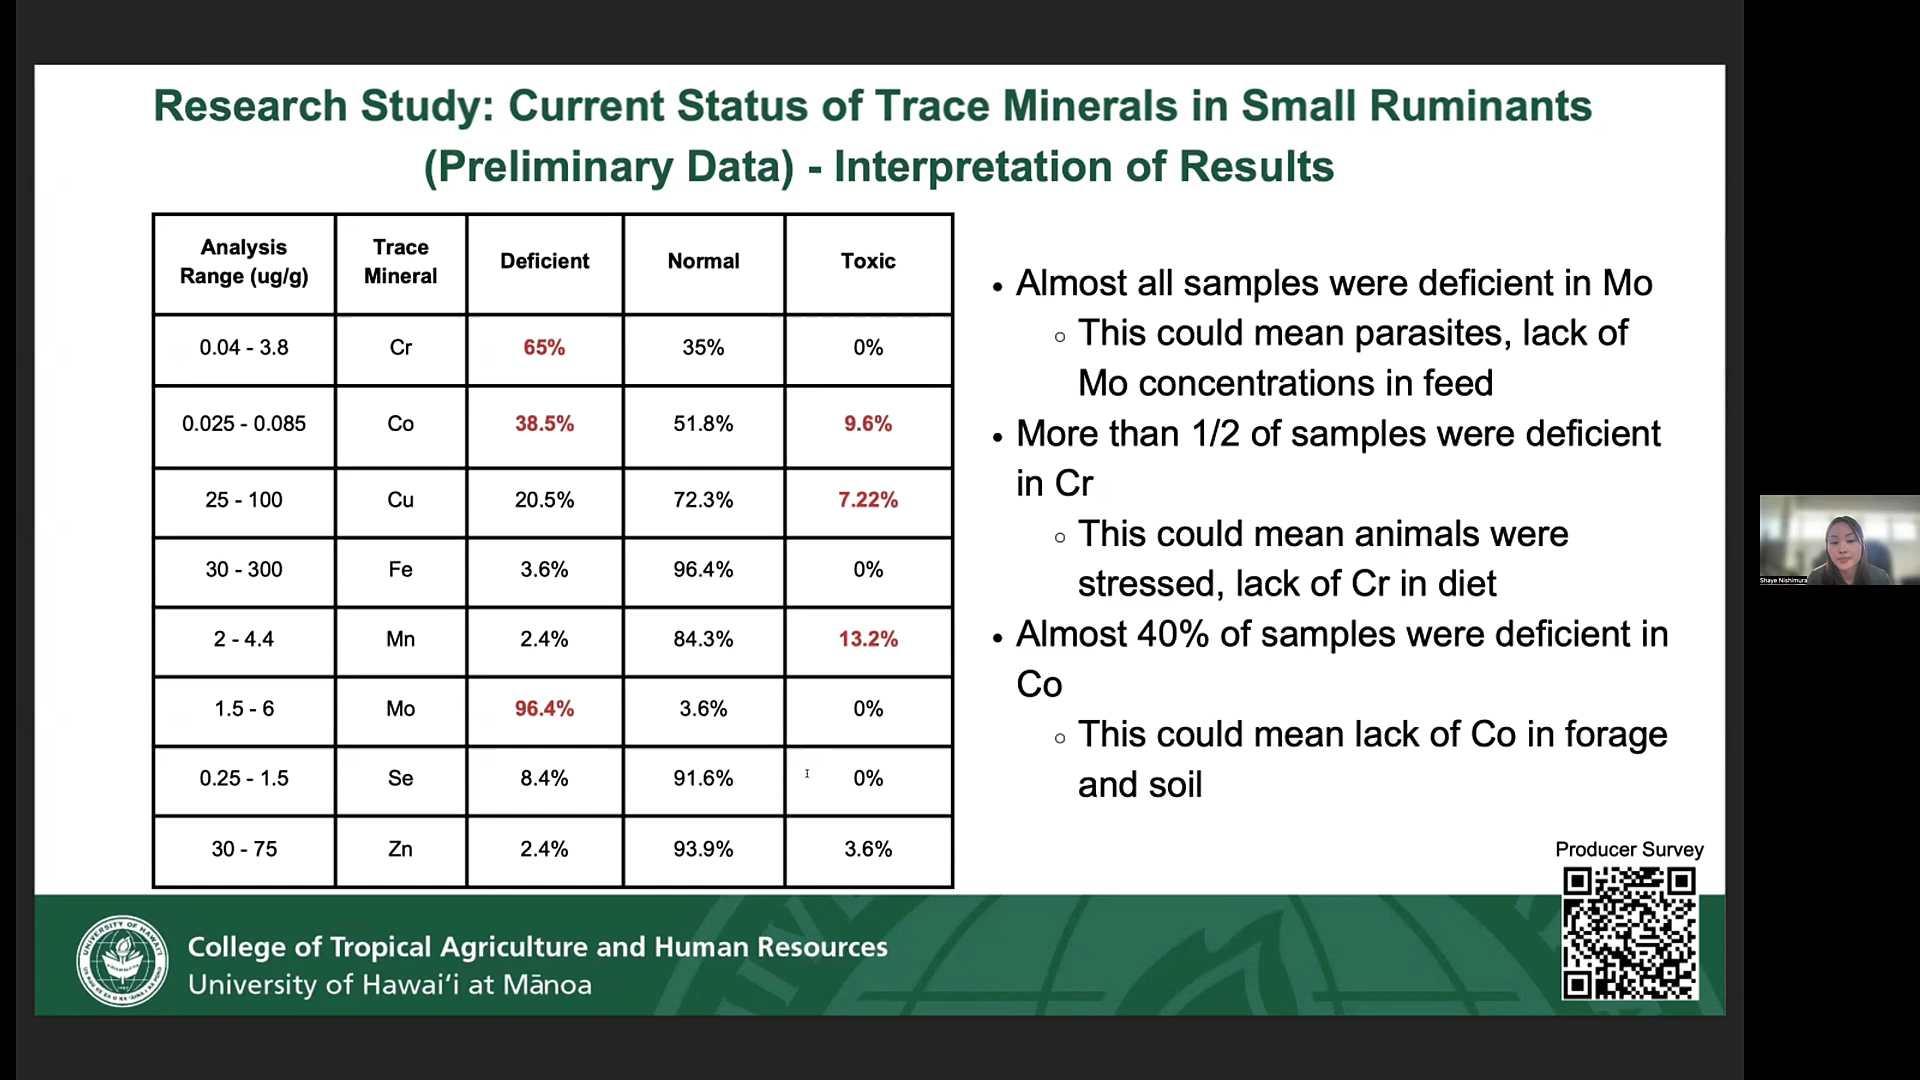 Research Study: Current Status of Trace Minerals in Small Ruminants
(Preliminary Data) - Interpretation of Results
Analysis Range (ug/g) Trace Mineral Deficient Normal Toxic
0.04 - 3.8 Cr 65% 35% 0%
0.025 - 0.085 Co 38.5% 51.8% 9.6%
25 - 100 Cu 20.5% 72.3% 7.22%
30 - 300 Fe 3.6% 96.4% 0%
2 - 4.4 Mn 2.4% 84.3% 13.2%
1.5 - 6 Mo 96.4% 3.6% 0%
0.25 - 1.5 Se 8.4% 91.6% 0%
30 - 75 Zn 2.4% 93.9% 3.6%
• Almost all samples were deficient in Mo
○ This could mean parasites, lack of
Mo concentrations in feed
• More than 1/2 of samples were deficient
in Cr
○ This could mean animals were
stressed, lack of Cr in diet
• Almost 40% of samples were deficient in
Co
○ This could mean lack of Co in forage
and soil
Producer Survey
College of Tropical Agriculture and Human Resources
University of Hawaiʻi at Mānoa
UNIVERSITY OF HAWAI'I
Shaye Nishimura